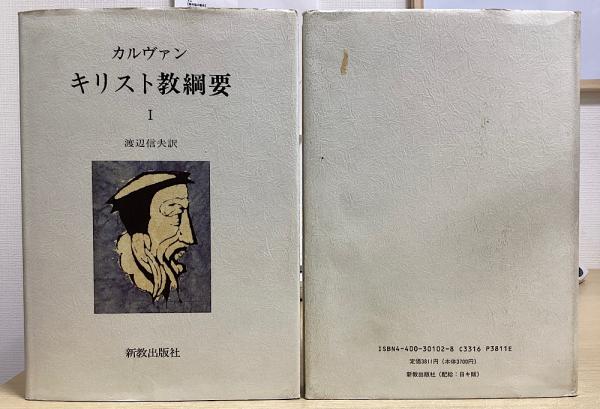 カルヴァン
キリスト教綱要
I
渡辺信夫訳
新教出版社
ISBN4-400-30102-8 C3316 P3811E
定価3811円(本体3700円)
新教出版社(配給:日キ販)